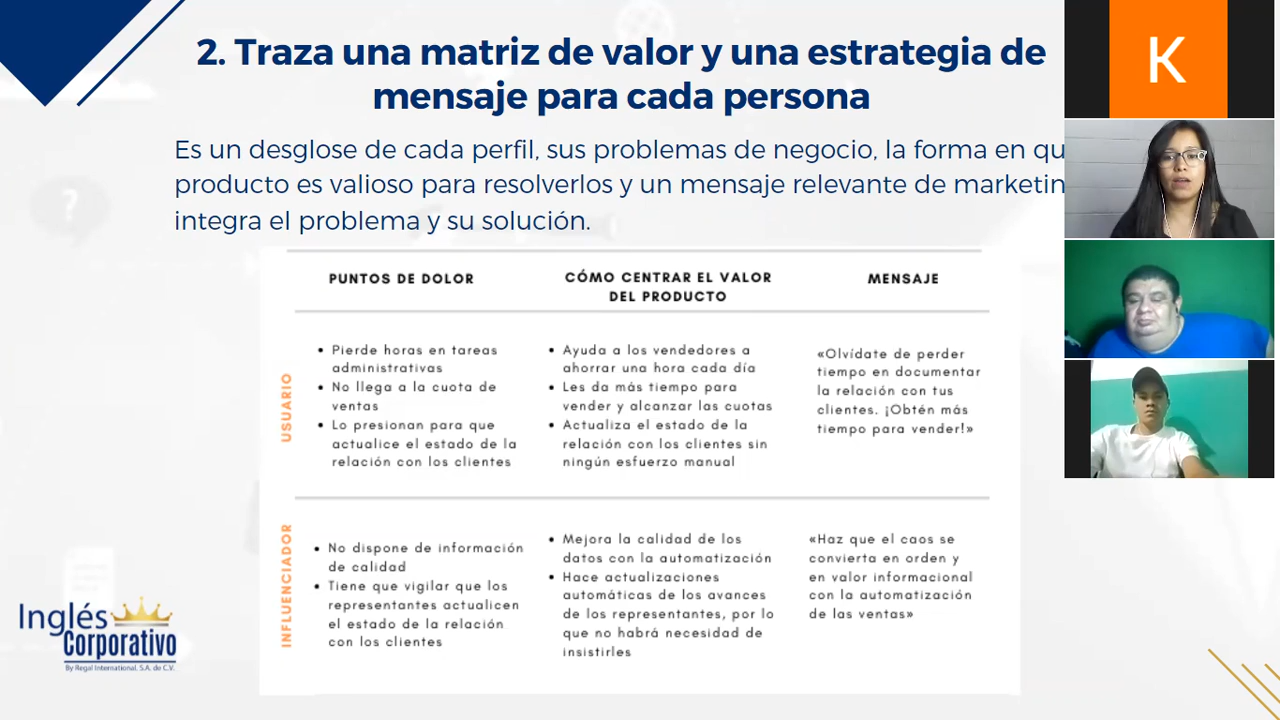 2. Traza una matriz de valor y una estrategia de
mensaje para cada persona
Es un desglose de cada perfil, sus problemas de negocio, la forma en qu
producto es valioso para resolverlos y un mensaje relevante de marketin
integra el problema y su solución.
PUNTOS DE DOLOR
CÓMO CENTRAR EL VALOR
DEL PRODUCTO
MENSAJE
USUARIO
• Pierde horas en tareas
administrativas
• No llega a la cuota de
ventas
• Lo presionan para que
actualice el estado de la
relación con los clientes
• Ayuda a los vendedores a
ahorrar una hora cada día
• Les da más tiempo para
vender y alcanzar las cuotas
• Actualiza el estado de la
relación con los clientes sin
ningún esfuerzo manual
«Olvídate de perder
tiempo en documentar
la relación con tus
clientes. ¡Obtén más
tiempo para vender!»
INFLUENCIADOR
• No dispone de información
de calidad
• Tiene que vigilar que los
representantes actualicen
el estado de la relación
con los clientes
• Mejora la calidad de los
datos con la automatización
• Hace actualizaciones
automáticas de los avances
de los representantes, por lo
que no habrá necesidad de
insistirles
«Haz que el caos se
convierta en orden y
en valor informacional
con la automatización
de las ventas»
Inglés
Corporativo
By Regal International, S.A. de C.V.
K
?